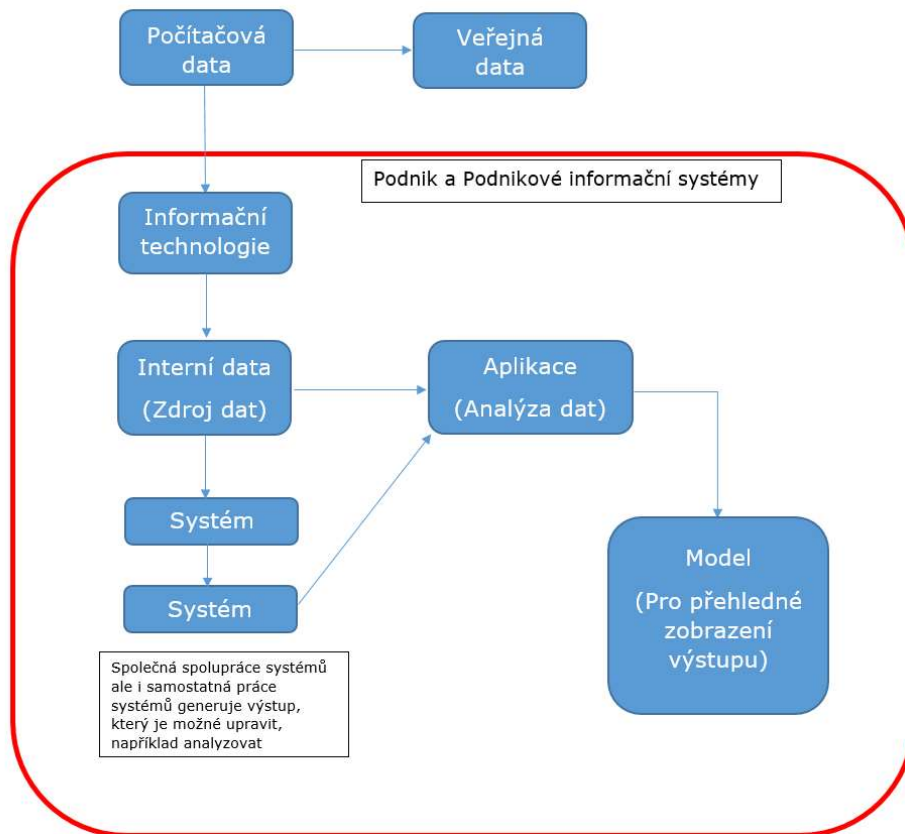 Počítačová
data
Veřejná
data
Podnik a Podnikové informační systémy
Informační
technologie
Interní data
(Zdroj dat)
Aplikace
(Analýza dat)
Systém
Systém
Model
(Pro přehledné
zobrazení
výstupu)
Společná spolupráce systémů
ale i samostatná práce
systémů generuje výstup,
který je možné upravit,
například analyzovat